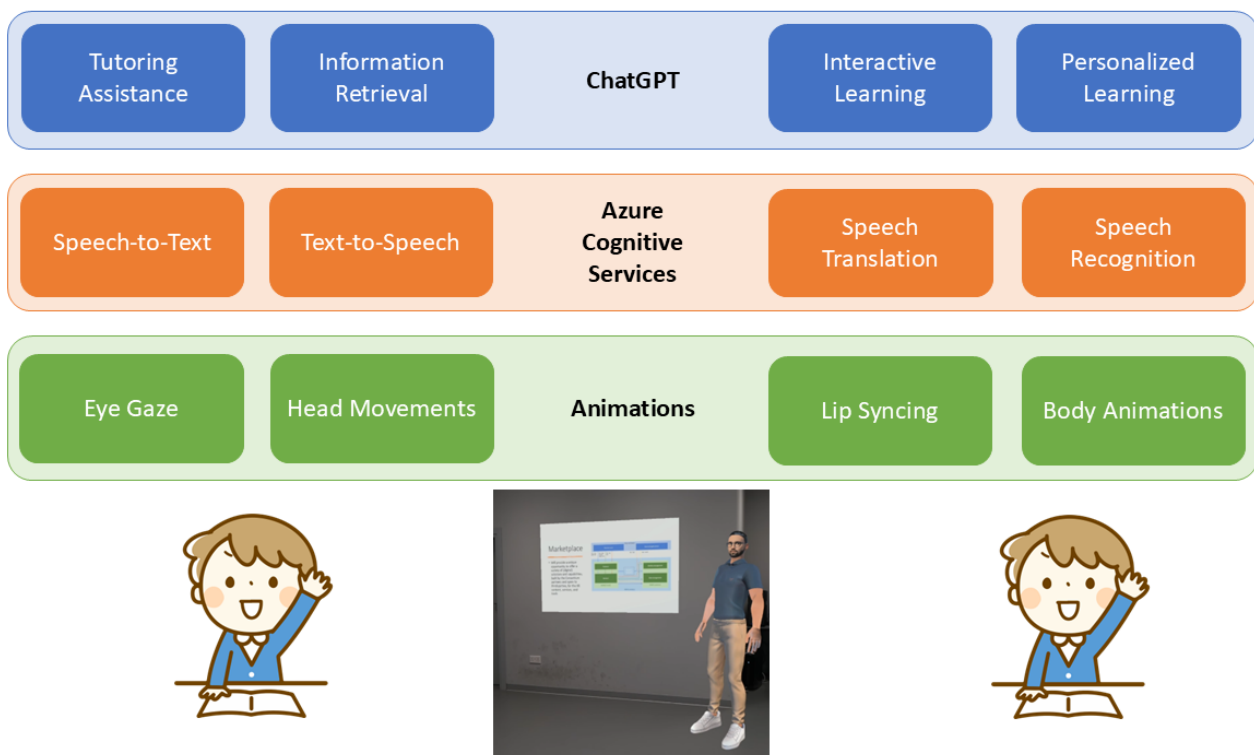 Tutoring
Assistance
Information
Retrieval
ChatGPT
Interactive
Learning
Personalized
Learning
Speech-to-Text
Text-to-Speech
Azure
Cognitive
Services
Speech
Translation
Speech
Recognition
Eye Gaze
Head Movements
Animations
Lip Syncing
Body Animations
Marketplace